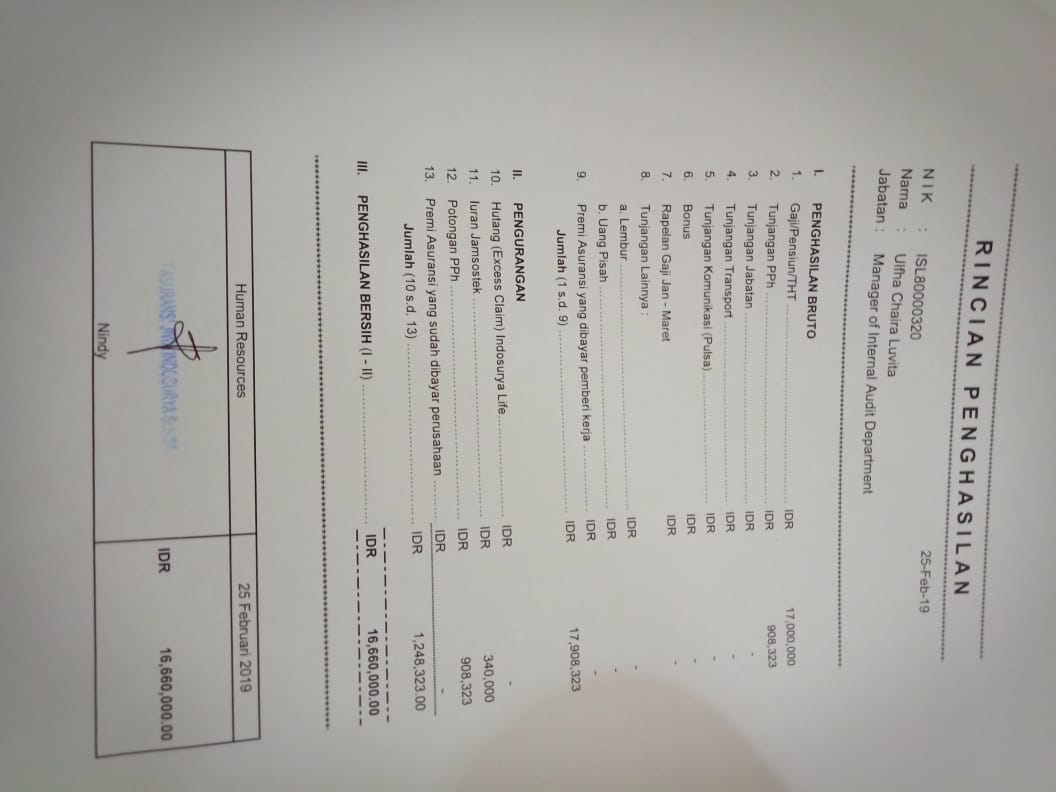 RINCIAN PENGHASILAN
25-Feb-19
NIK : ISL80000320
Nama : Ulfha Chaira Luvita
Jabatan : Manager of Internal Audit Department
I. PENGHASILAN BRUTO
1. Gaji/Pensiun/THT IDR 17,000,000
2. Tunjangan PPh IDR 908,323
3. Tunjangan Jabatan IDR -
4. Tunjangan Transport IDR -
5. Tunjangan Komunikasi (Pulsa) IDR -
6. Bonus IDR -
7. Rapelan Gaji Jan - Maret IDR -
8. Tunjangan Lainnya :
a. Lembur IDR -
b. Uang Pisah IDR -
9. Premi Asuransi yang dibayar pemberi kerja IDR -
Jumlah (1 s.d. 9) IDR 17,908,323
II. PENGURANGAN
10. Hutang (Excess Claim) Indosurya Life IDR -
11. Iuran Jamsostek IDR 340,000
12. Potongan PPh IDR 908,323
13. Premi Asuransi yang sudah dibayar perusahaan IDR -
Jumlah (10 s.d. 13) IDR 1,248,323.00
III. PENGHASILAN BERSIH (I - II) IDR 16,660,000.00
Human Resources 25 Februari 2019
IDR 16,660,000.00
Nindy